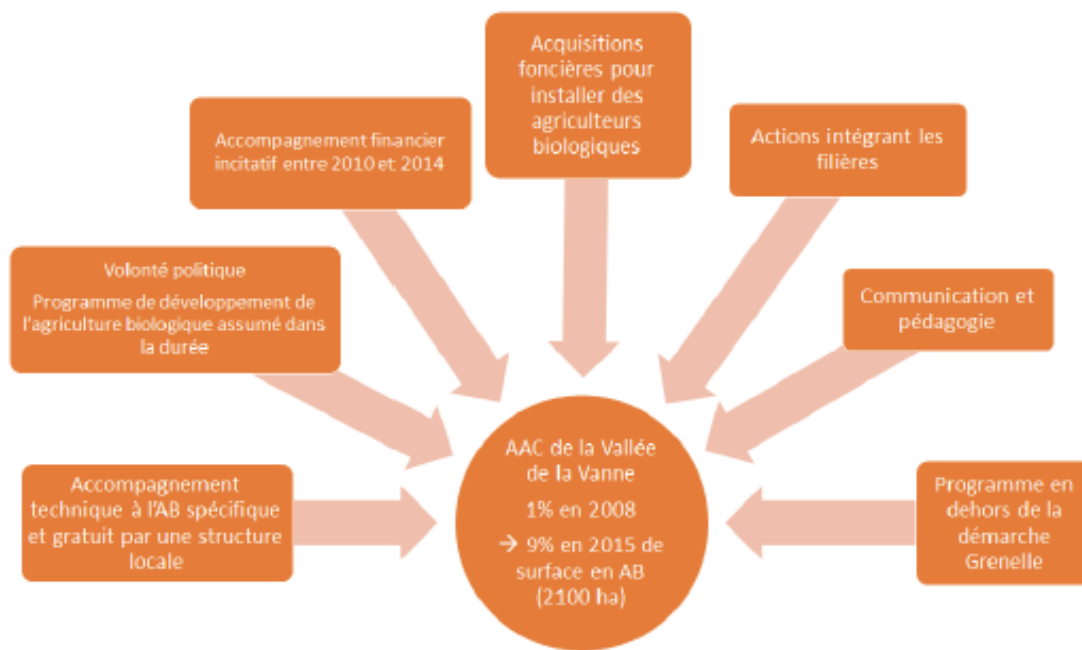 Acquisitions
foncières pour
installer des
agriculteurs
biologiques
Accompagnement financier
incitatif entre 2010 et 2014
Actions intégrant les
filières
Volonté politique
Programme de développement de
l'agriculture biologique assumé dans
la durée
Communication et
pédagogie
Accompagnement
technique à l'AB spécifique
et gratuit par une structure
locale
AAC de la Vallée
de la Vanne
1% en 2008
→ 9% en 2015 de
surface en AB
(2100 ha)
Programme en
dehors de la
démarche
Grenelle